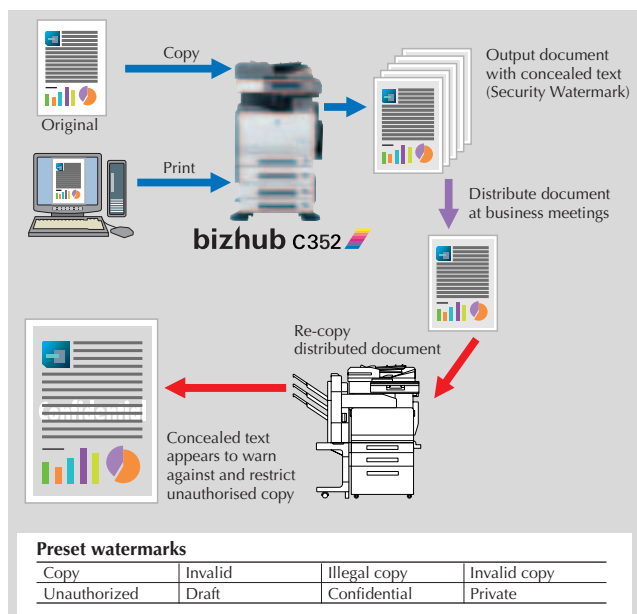 Copy
Original
Print
bizhub C352
Output document
with concealed text
(Security Watermark)
Distribute document
at business meetings
Re-copy
distributed document
Confidential
Concealed text
appears to warn
against and restrict
unauthorised copy
Preset watermarks
Copy Invalid Illegal copy Invalid copy
Unauthorized Draft Confidential Private